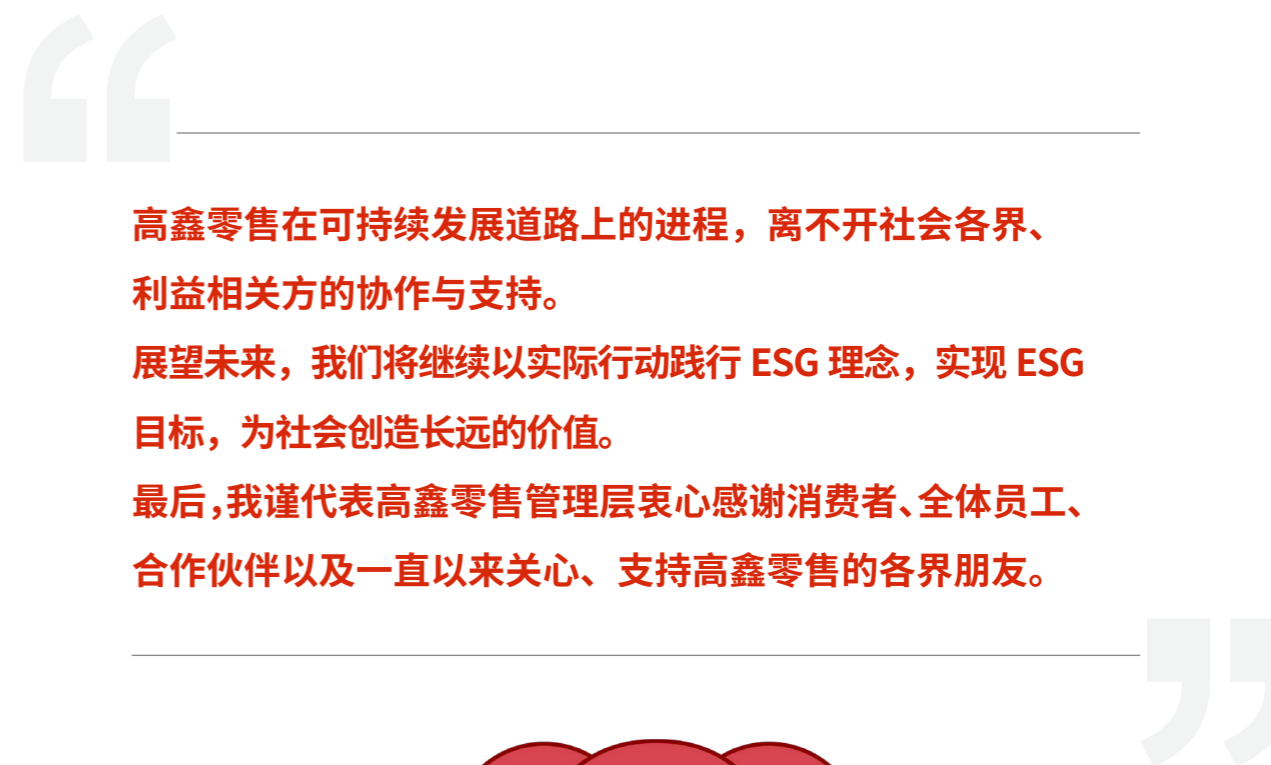 高鑫零售在可持续发展道路上的进程，离不开社会各界、
利益相关方的协作与支持。
展望未来，我们将继续以实际行动践行 ESG 理念，实现 ESG
目标，为社会创造长远的价值。
最后，我谨代表高鑫零售管理层衷心感谢消费者、全体员工、
合作伙伴以及一直以来关心、支持高鑫零售的各界朋友。